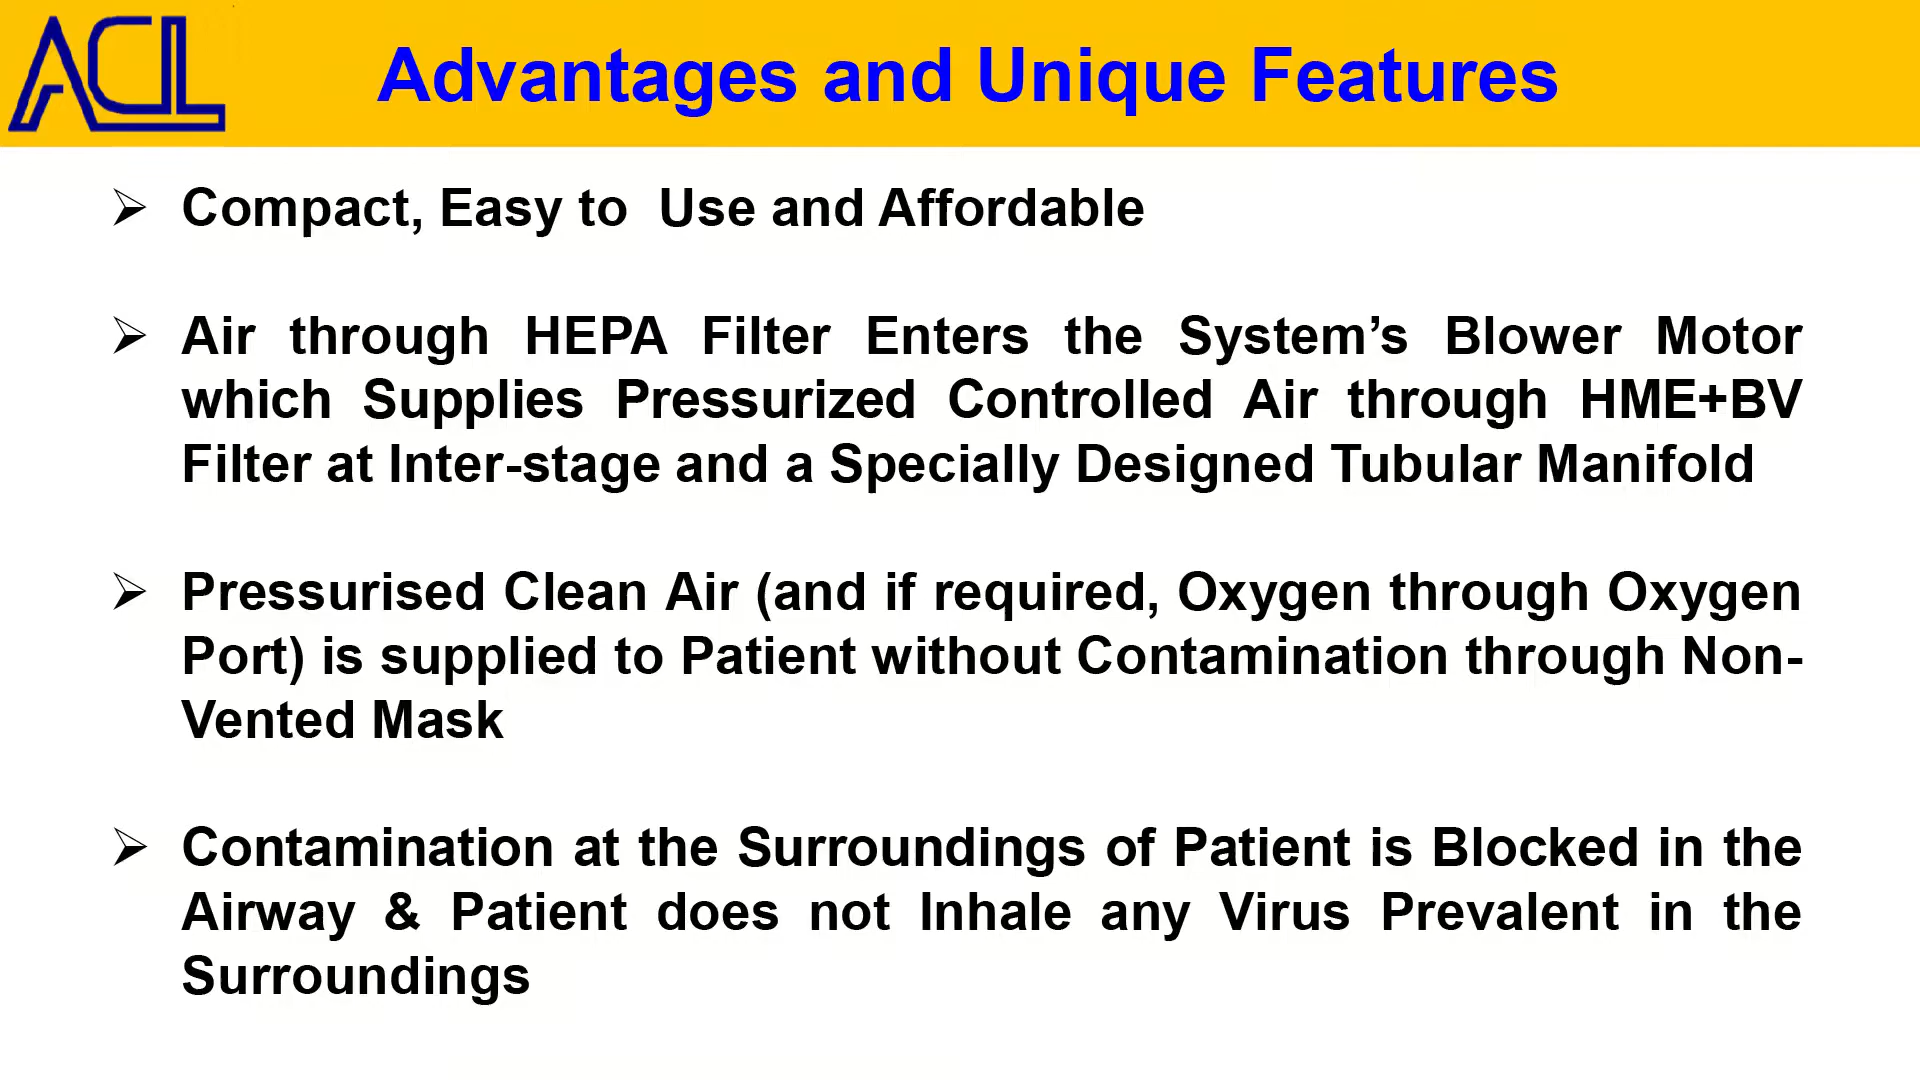 ACL
Advantages and Unique Features
➢ Compact, Easy to  Use and Affordable
➢ Air through HEPA Filter Enters the System’s Blower Motor
which Supplies Pressurized Controlled Air through HME+BV
Filter at Inter-stage and a Specially Designed Tubular Manifold
➢ Pressurised Clean Air (and if required, Oxygen through Oxygen
Port) is supplied to Patient without Contamination through Non-
Vented Mask
➢ Contamination at the Surroundings of Patient is Blocked in the
Airway & Patient does not Inhale any Virus Prevalent in the
Surroundings